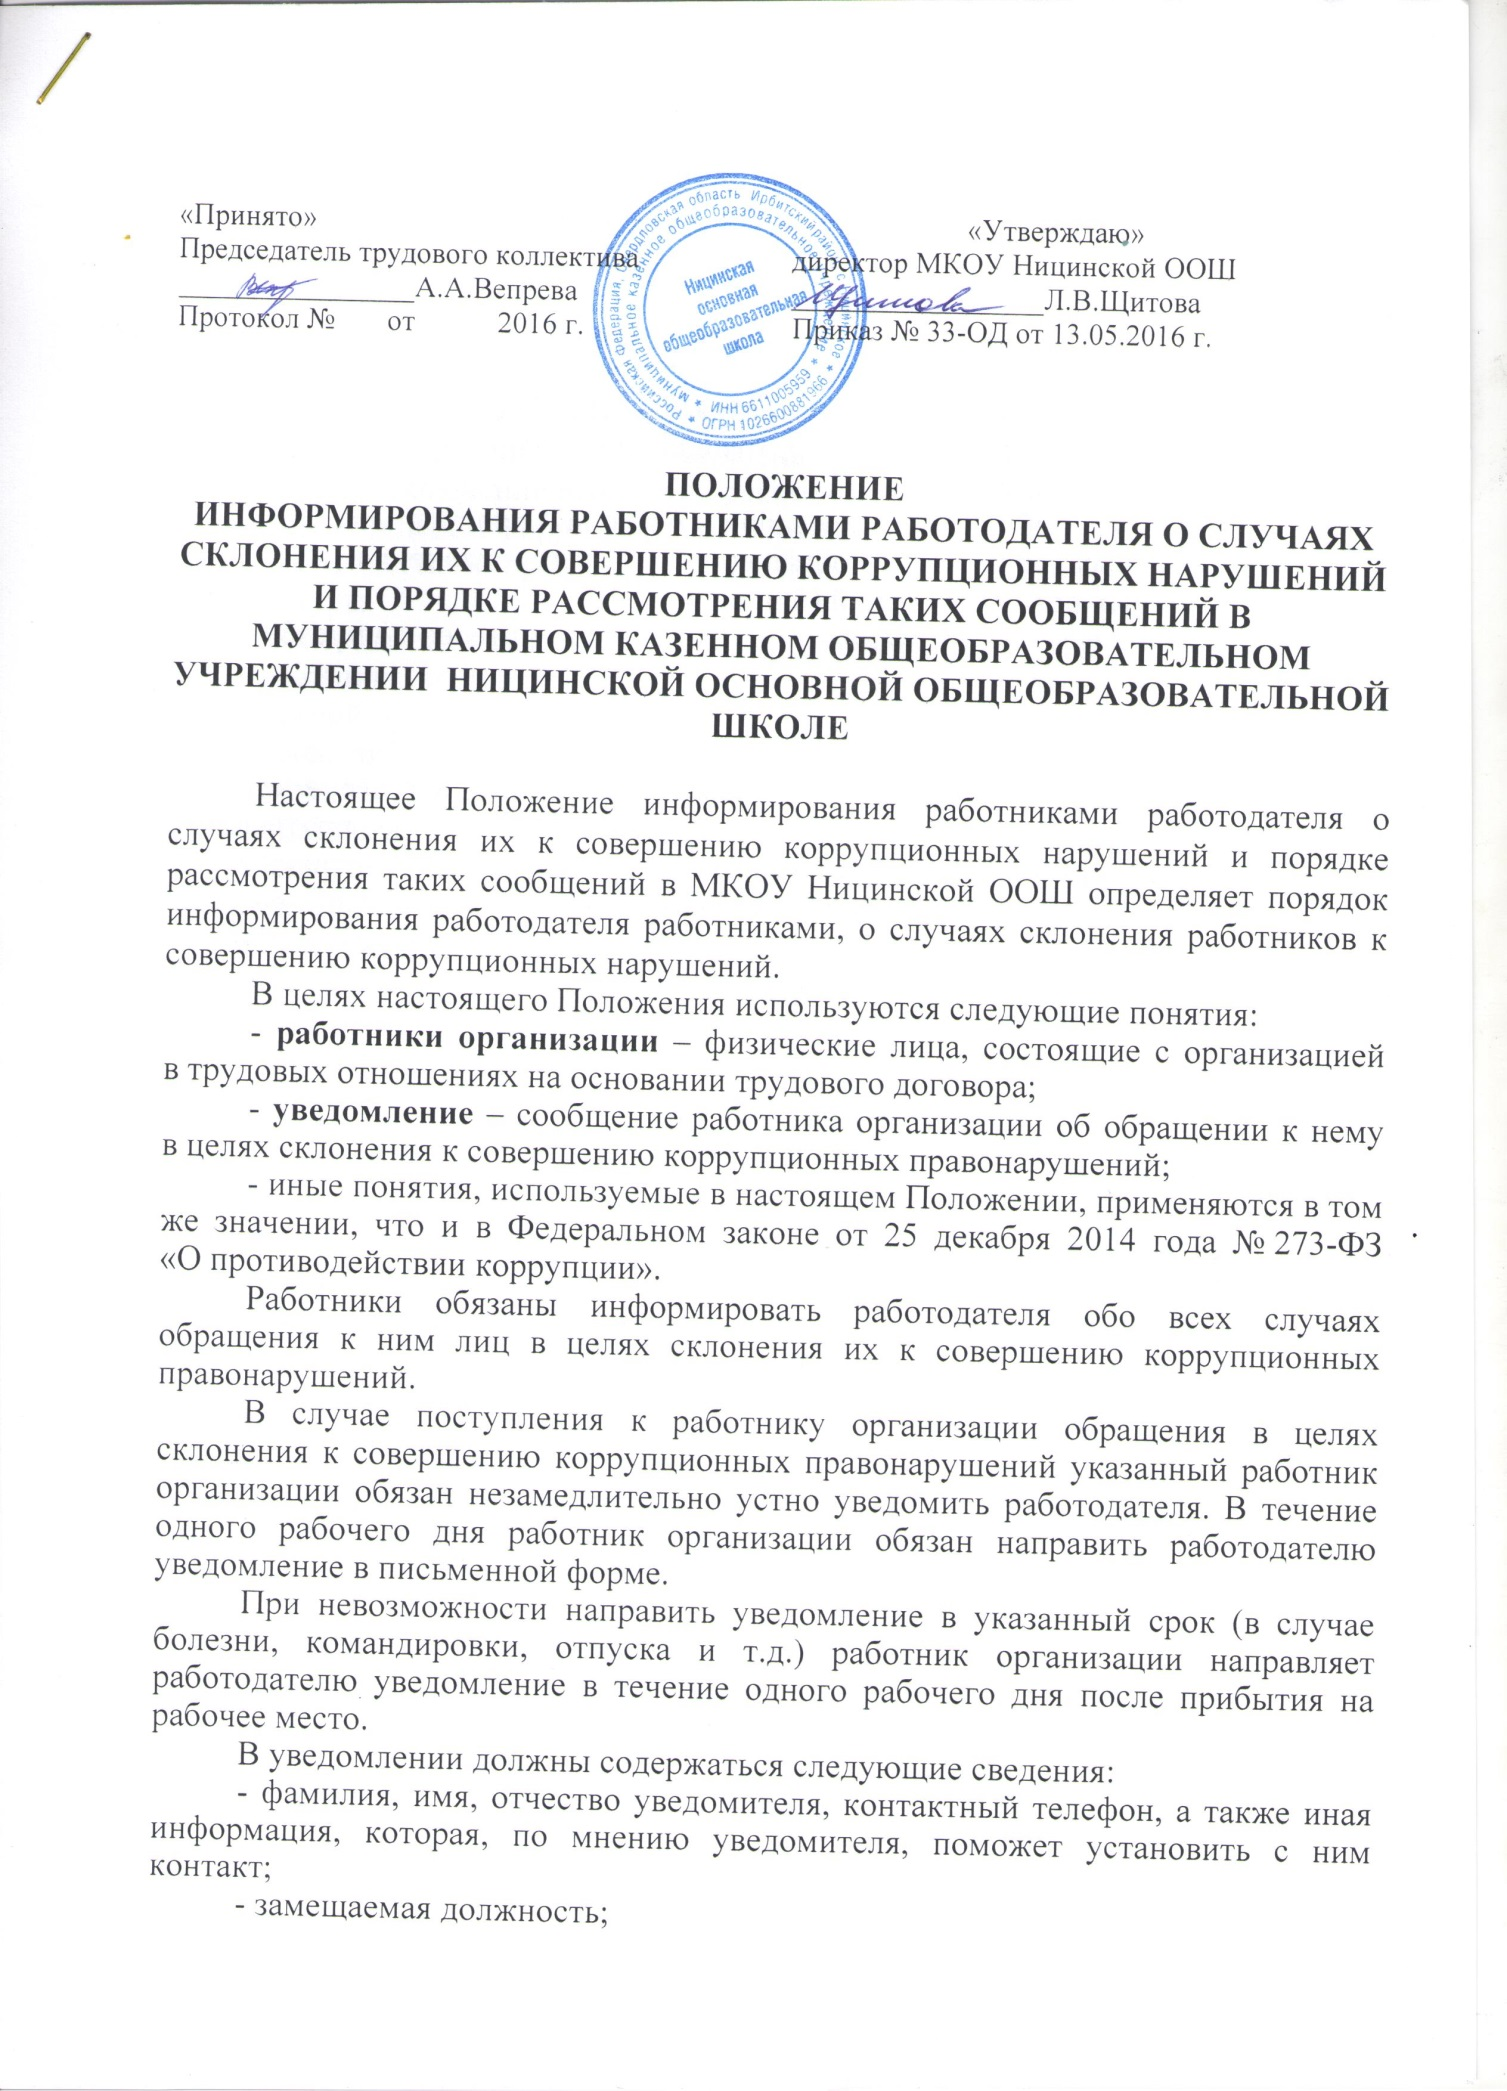 «Принято»
Председатель трудового коллектива
________________А.А.Вепрева
Протокол № от 2016 г.
«Утверждаю»
директор МКОУ Ницинской ООШ
_________________Л.В.Щитова
Приказ № 33-ОД от 13.05.2016 г.
Ницинская
основная
общеобразовательная
школа
ИНН 6611005959
ОГРН 1026600881966
ПОЛОЖЕНИЕ
ИНФОРМИРОВАНИЯ РАБОТНИКАМИ РАБОТОДАТЕЛЯ О СЛУЧАЯХ
СКЛОНЕНИЯ ИХ К СОВЕРШЕНИЮ КОРРУПЦИОННЫХ НАРУШЕНИЙ
И ПОРЯДКЕ РАССМОТРЕНИЯ ТАКИХ СООБЩЕНИЙ В
МУНИЦИПАЛЬНОМ КАЗЕННОМ ОБЩЕОБРАЗОВАТЕЛЬНОМ
УЧРЕЖДЕНИИ НИЦИНСКОЙ ОСНОВНОЙ ОБЩЕОБРАЗОВАТЕЛЬНОЙ
ШКОЛЕ
Настоящее Положение информирования работниками работодателя о
случаях склонения их к совершению коррупционных нарушений и порядке
рассмотрения таких сообщений в МКОУ Ницинской ООШ определяет порядок
информирования работодателя работниками, о случаях склонения работников к
совершению коррупционных нарушений.
В целях настоящего Положения используются следующие понятия:
- работники организации – физические лица, состоящие с организацией
в трудовых отношениях на основании трудового договора;
- уведомление – сообщение работника организации об обращении к нему
в целях склонения к совершению коррупционных правонарушений;
- иные понятия, используемые в настоящем Положении, применяются в том
же значении, что и в Федеральном законе от 25 декабря 2014 года № 273-ФЗ
«О противодействии коррупции».
Работники обязаны информировать работодателя обо всех случаях
обращения к ним лиц в целях склонения их к совершению коррупционных
правонарушений.
В случае поступления к работнику организации обращения в целях
склонения к совершению коррупционных правонарушений указанный работник
организации обязан незамедлительно устно уведомить работодателя. В течение
одного рабочего дня работник организации обязан направить работодателю
уведомление в письменной форме.
При невозможности направить уведомление в указанный срок (в случае
болезни, командировки, отпуска и т.д.) работник организации направляет
работодателю уведомление в течение одного рабочего дня после прибытия на
рабочее место.
В уведомлении должны содержаться следующие сведения:
- фамилия, имя, отчество уведомителя, контактный телефон, а также иная
информация, которая, по мнению уведомителя, поможет установить с ним
контакт;
- замещаемая должность;